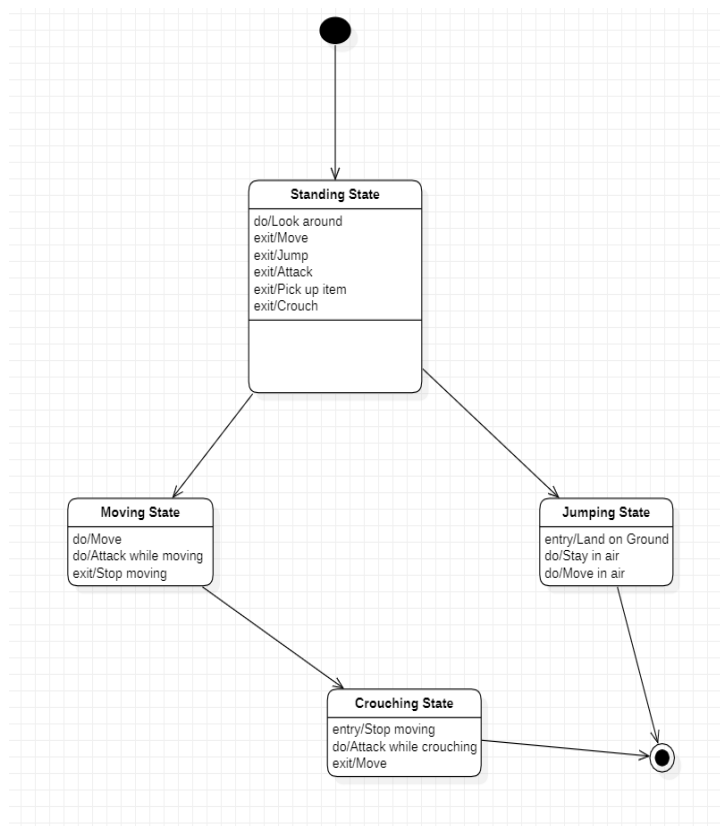 Standing State
do/Look around
exit/Move
exit/Jump
exit/Attack
exit/Pick up item
exit/Crouch
Moving State
do/Move
do/Attack while moving
exit/Stop moving
Jumping State
entry/Land on Ground
do/Stay in air
do/Move in air
Crouching State
entry/Stop moving
do/Attack while crouching
exit/Move